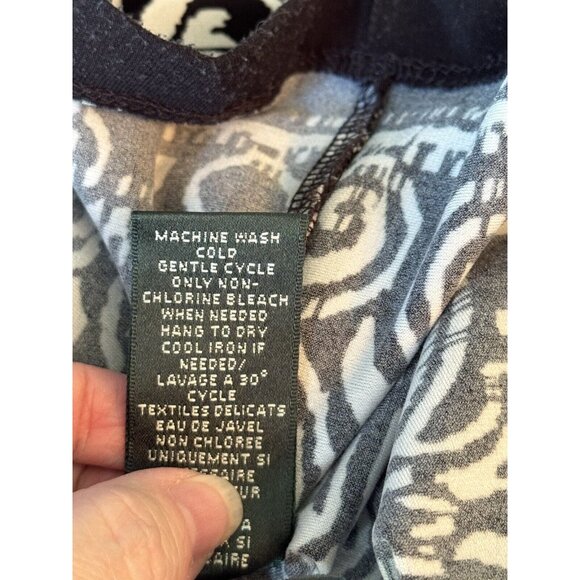 MACHINE WASH
COLD
GENTLE CYCLE
ONLY NON-
CHLORINE BLEACH
WHEN NEEDED
HANG TO DRY
COOL IRON IF
NEEDED/
LAVAGE A 30°
CYCLE
TEXTILES DELICATS
EAU DE JAVEL
NON CHLOREE
UNIQUEMENT SI